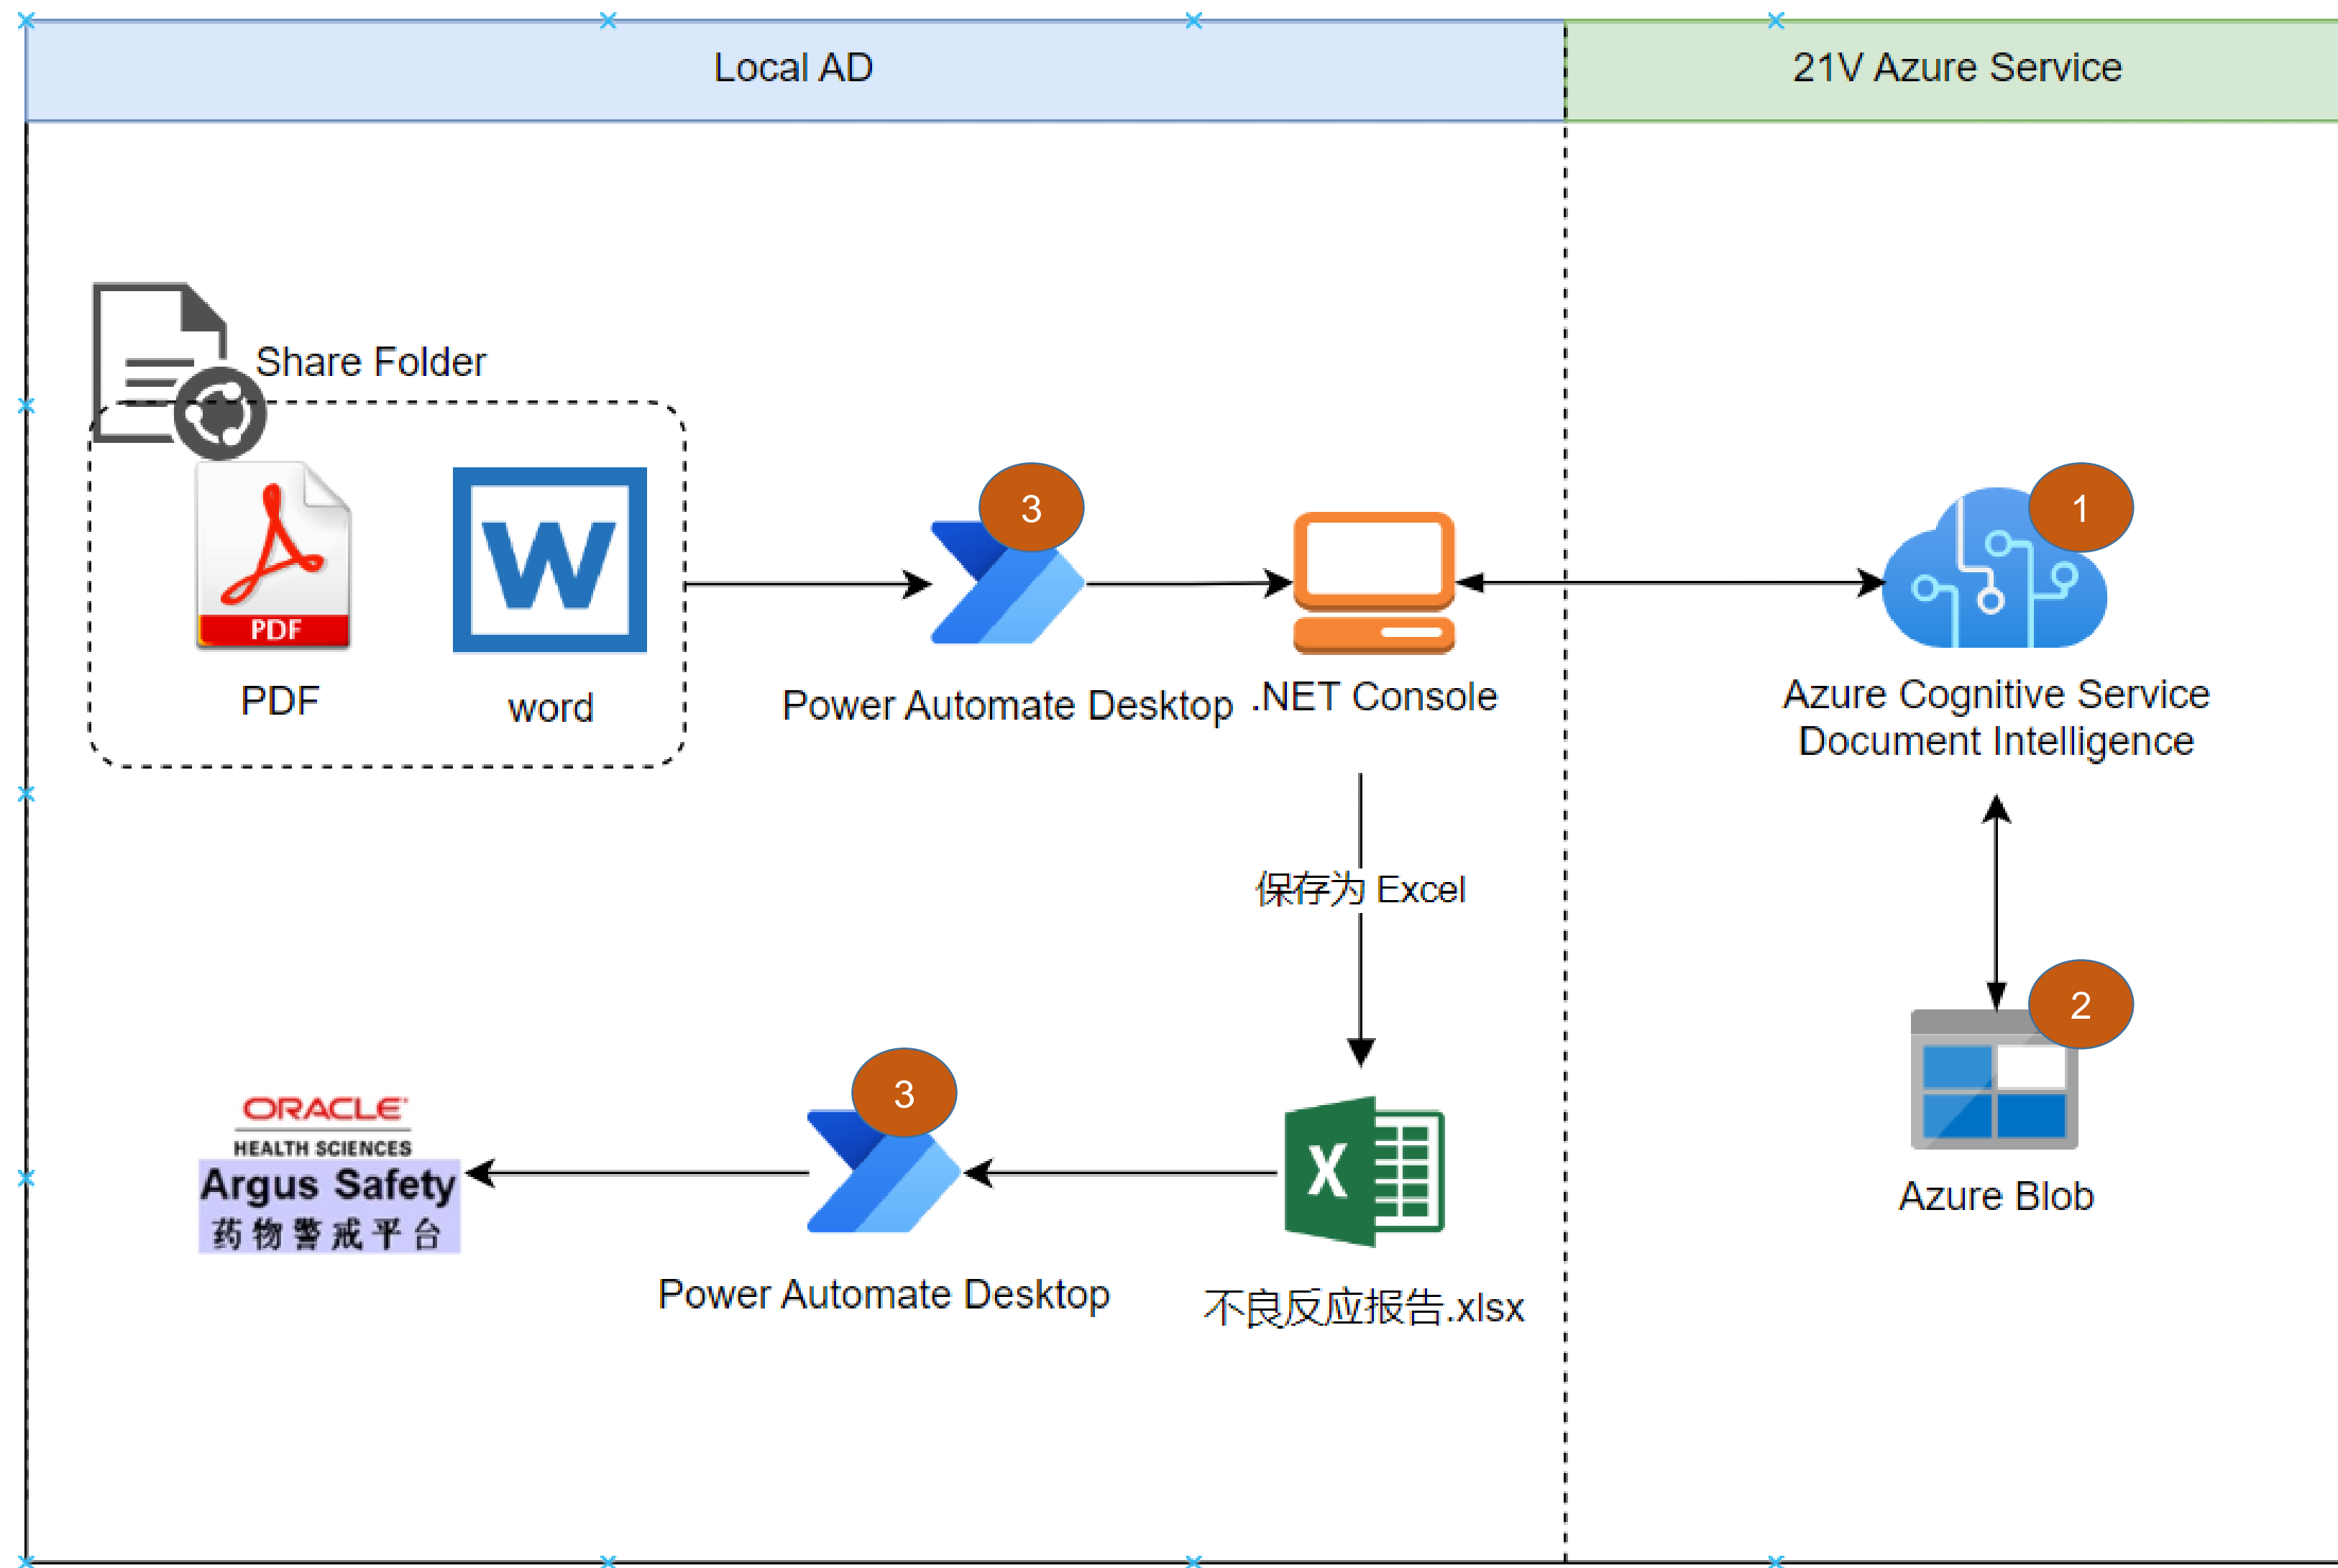 Local AD
21V Azure Service
Share Folder
PDF
PDF
W
word
3
Power Automate Desktop
.NET Console
1
Azure Cognitive Service
Document Intelligence
保存为 Excel
2
Azure Blob
ORACLE
HEALTH SCIENCES
Argus Safety
药物警戒平台
3
Power Automate Desktop
X
不良反应报告.xlsx